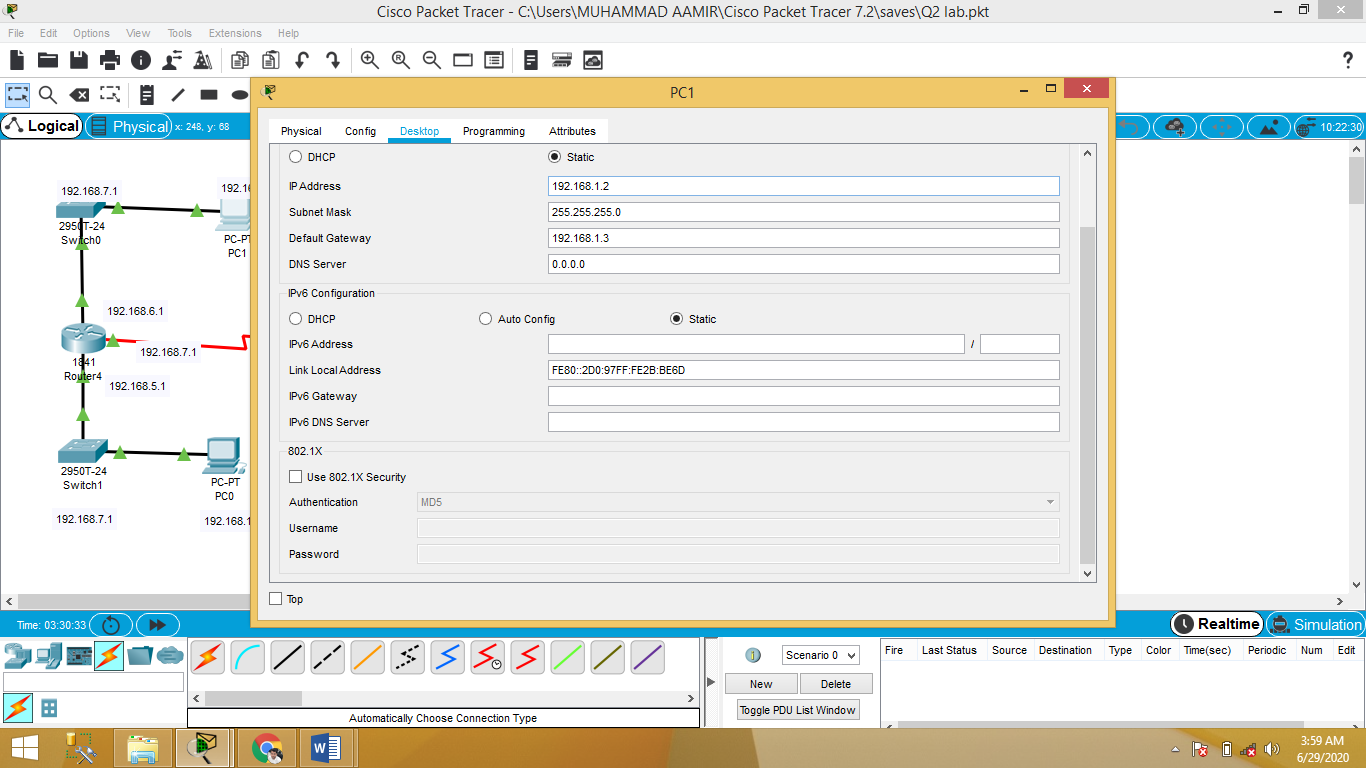 Cisco Packet Tracer - C:\Users\MUHAMMAD AAMIR\Cisco Packet Tracer 7.2\saves\Q2 lab.pkt
File Edit Options View Tools Extensions Help
Logical Physical x: 248, y: 68 10:22:30
PC1
Physical Config Desktop Programming Attributes
DHCP Static
IP Address 192.168.1.2
Subnet Mask 255.255.255.0
Default Gateway 192.168.1.3
DNS Server 0.0.0.0
IPv6 Configuration
DHCP Auto Config Static
IPv6 Address /
Link Local Address FE80::2D0:97FF:FE2B:BE6D
IPv6 Gateway
IPv6 DNS Server
802.1X
Use 802.1X Security
Authentication MD5
Username
Password
Top
192.168.7.1
192.16
2950T-24
Switch0
PC-PT
PC1
192.168.6.1
192.168.7.1
1841
Router4
192.168.5.1
2950T-24
Switch1
PC-PT
PC0
192.168.7.1
192.168.1
Time: 03:30:33 Realtime Simulation
Scenario 0
New Delete
Toggle PDU List Window
Fire Last Status Source Destination Type Color Time(sec) Periodic Num Edit
Automatically Choose Connection Type
3:59 AM
6/29/2020